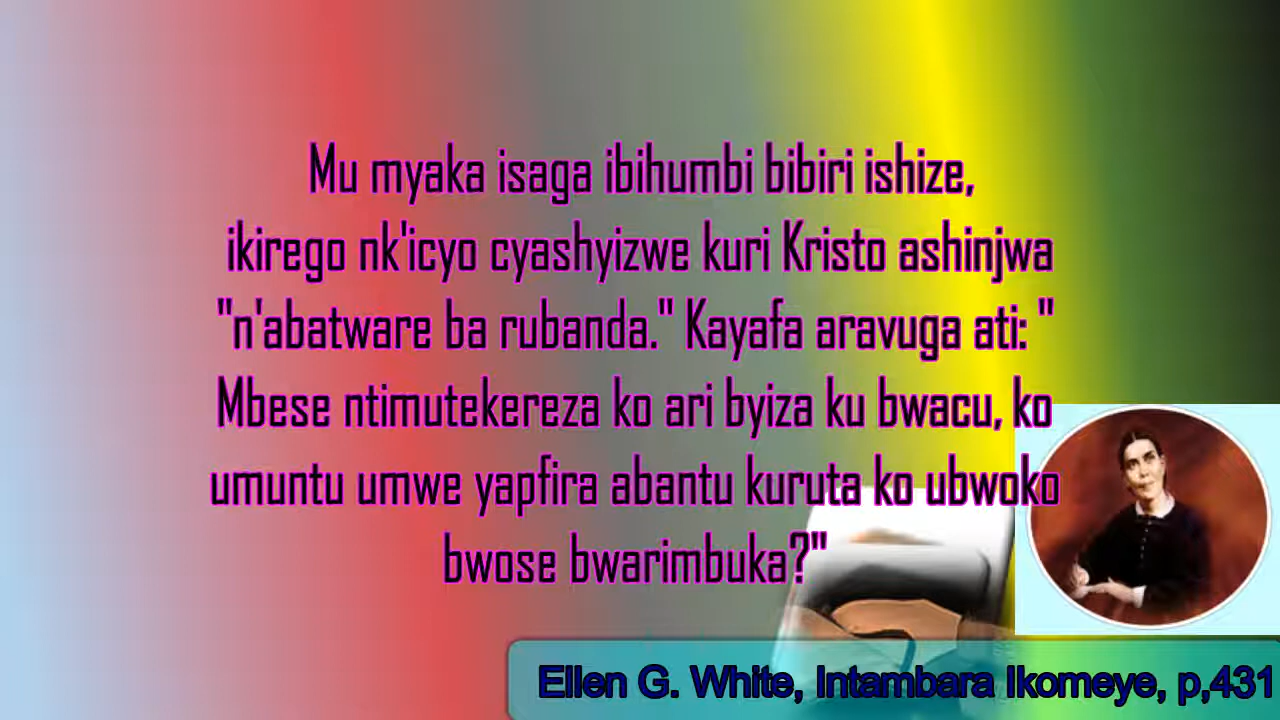 Mu myaka isaga ibihumbi bibiri ishize,
ikirego nk'icyo cyashyizwe kuri Kristo ashinjwa
"n'abatware ba rubanda." Kayafa aravuga ati: "
Mbese ntimutekereza ko ari byiza ku bwacu, ko
umuntu umwe yapfira abantu kuruta ko ubwoko
bwose bwarimbuka?"
Ellen G. White, Intambara Ikomeye, p,431